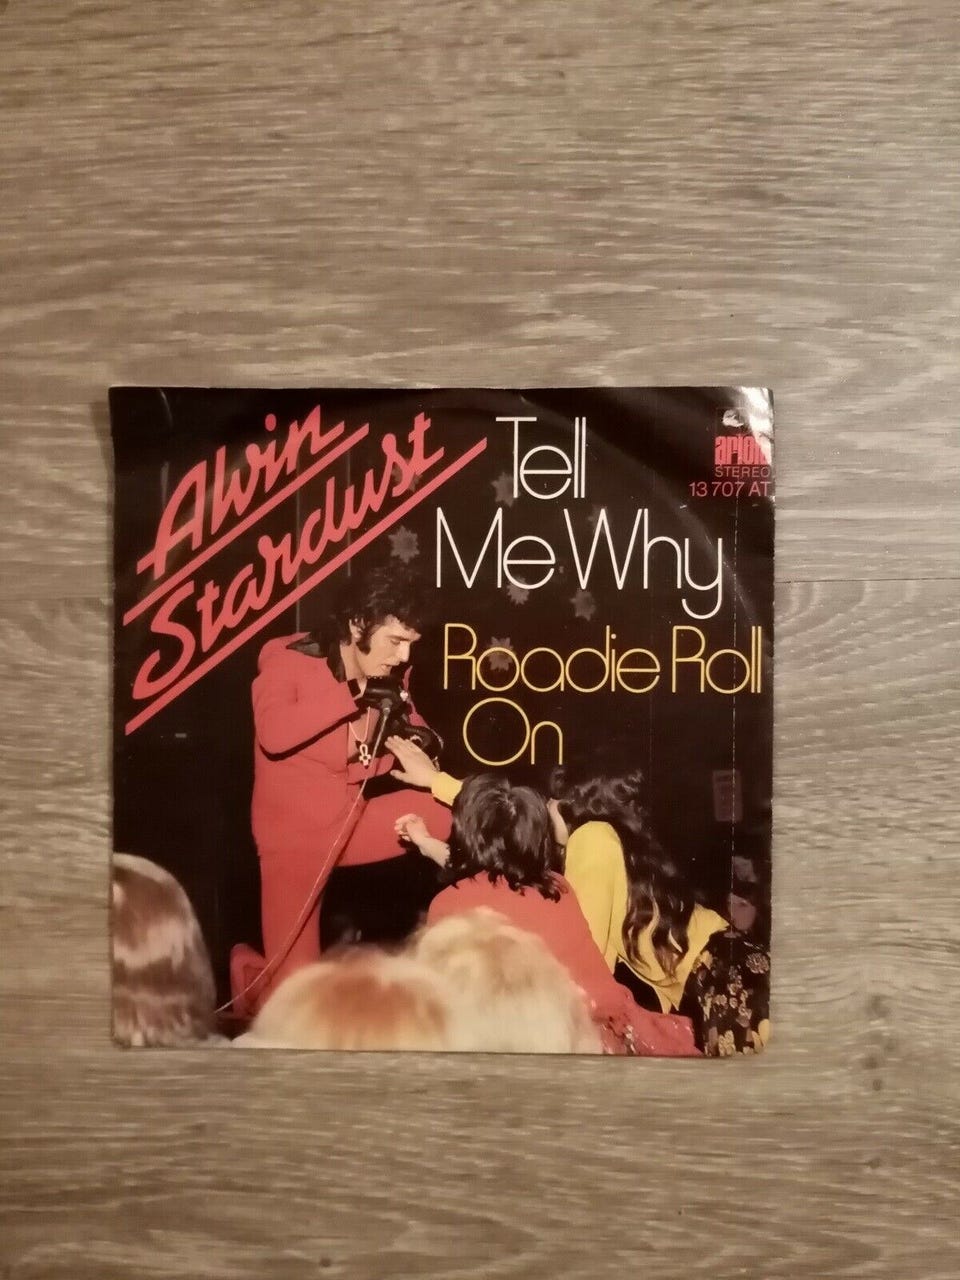 Alvin
Stardust
Tell
Me Why
Roadie Roll
On
ariola
STEREO
13 707 AT